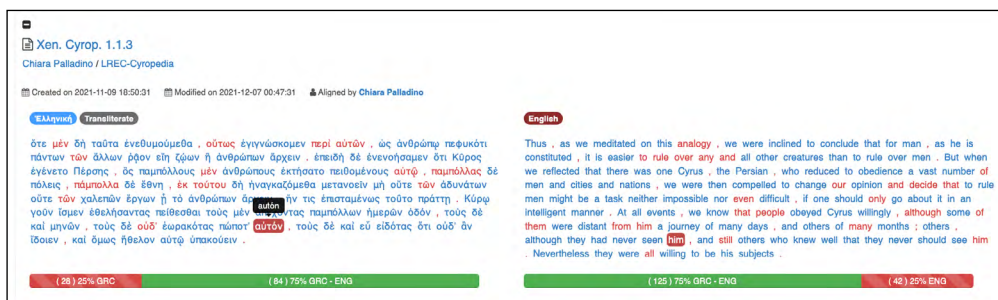 Xen. Cyrop. 1.1.3
Chiara Palladino / LREC-Cyropedia
Created on 2021-11-09 18:50:31 Modified on 2021-12-07 00:47:31 Aligned by Chiara Palladino
Ελληνική Transliterate
ὅτε μὲν δὴ ταῦτα ἐνεθυμούμεθα , οὕτως ἐγιγνώσκομεν περὶ αὐτῶν , ὡς ἀνθρώπῳ πεφυκότι
πάντων τῶν ἄλλων ῥᾷον εἴη ζῴων ἢ ἀνθρώπων ἄρχειν . ἐπειδὴ δὲ ἐνενοήσαμεν ὅτι Κῦρος
ἐγένετο Πέρσης , ὃς παμπόλλους μὲν ἀνθρώπους ἐκτήσατο πειθομένους αὑτῷ , παμπόλλας δὲ
πόλεις , πάμπολλα δὲ ἔθνη , ἐκ τούτου δὴ ἠναγκαζόμεθα μετανοεῖν μὴ οὔτε τῶν ἀδυνάτων
οὔτε τῶν χαλεπῶν ἔργων ᾖ τὸ ἀνθρώπων ἤν τις ἐπισταμένως τοῦτο πράττῃ . Κύρῳ
autón
γοῦν ἴσμεν ἐθελήσαντας πείθεσθαι τοὺς μὲν παμπόλλων ἡμερῶν ὁδόν , τοὺς δὲ
καὶ μηνῶν , τοὺς δὲ οὐδ' ἑωρακότας πώποτ' αὐτόν , τοὺς δὲ καὶ εὖ εἰδότας ὅτι οὐδ' ἂν
ἴδοιεν , καὶ ὅμως ἤθελον αὐτῷ ὑπακούειν .
( 28 ) 25% GRC ( 84 ) 75% GRC - ENG
English
Thus , as we meditated on this analogy , we were inclined to conclude that for man , as he is
constituted , it is easier to rule over any and all other creatures than to rule over men . But when
we reflected that there was one Cyrus , the Persian , who reduced to obedience a vast number of
men and cities and nations , we were then compelled to change our opinion and decide that to rule
men might be a task neither impossible nor even difficult , if one should only go about it in an
intelligent manner . At all events , we know that people obeyed Cyrus willingly , although some of
them were distant from him a journey of many days , and others of many months ; others ,
although they had never seen him , and still others who knew well that they never should see him
. Nevertheless they were all willing to be his subjects .
( 125 ) 75% GRC - ENG ( 42 ) 25% ENG